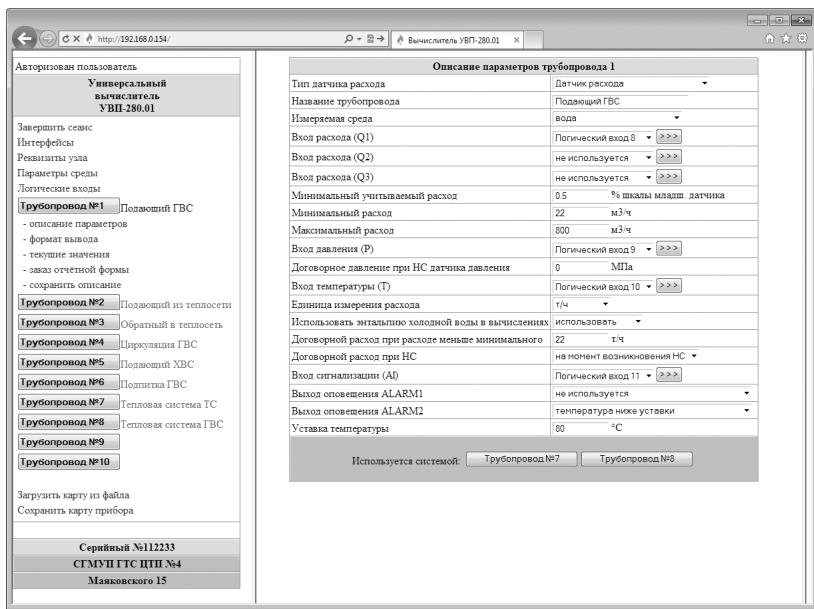 http://192.168.0.154/
Вычислитель УВП-280.01
Авторизован пользователь
Универсальный
вычислитель
УВП-280.01
Завершить сеанс
Интерфейсы
Реквизиты узла
Параметры среды
Логические входы
Трубопровод №1 Подающий ГВС
- описание параметров
- формат вывода
- текущие значения
- заказ отчётной формы
- сохранить описание
Трубопровод №2 Подающий из теплосети
Трубопровод №3 Обратный в теплосеть
Трубопровод №4 Циркуляция ГВС
Трубопровод №5 Подающий ХВС
Трубопровод №6 Подпитка ГВС
Трубопровод №7 Тепловая система ТС
Трубопровод №8 Тепловая система ГВС
Трубопровод №9
Трубопровод №10
Загрузить карту из файла
Сохранить карту прибора
Серийный №112233
СГМУП ГТС ЦТП №4
Маяковского 15
Описание параметров трубопровода 1
Тип датчика расхода Датчик расхода
Название трубопровода Подающий ГВС
Измеряемая среда вода
Вход расхода (Q1) Логический вход 8 >>>
Вход расхода (Q2) не используется >>>
Вход расхода (Q3) не используется >>>
Минимальный учитываемый расход 0.5 % шкалы младш. датчика
Минимальный расход 22 м3/ч
Максимальный расход 800 м3/ч
Вход давления (P) Логический вход 9 >>>
Договорное давление при НС датчика давления 0 МПа
Вход температуры (T) Логический вход 10 >>>
Единица измерения расхода т/ч
Использовать энтальпию холодной воды в вычислениях использовать
Договорной расход при расходе меньше минимального 22 т/ч
Договорной расход при НС на момент возникновения НС
Вход сигнализации (AI) Логический вход 11 >>>
Выход оповещения ALARM1 не используется
Выход оповещения ALARM2 температура ниже уставки
Уставка температуры 80 °C
Используется системой: Трубопровод №7 Трубопровод №8